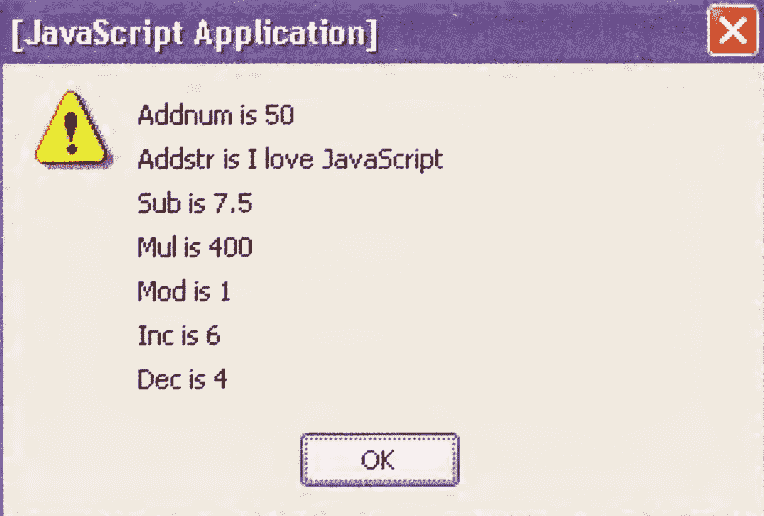 [JavaScript Application]
Addnum is 50
Addstr is I love JavaScript
Sub is 7.5
Mul is 400
Mod is 1
Inc is 6
Dec is 4
OK